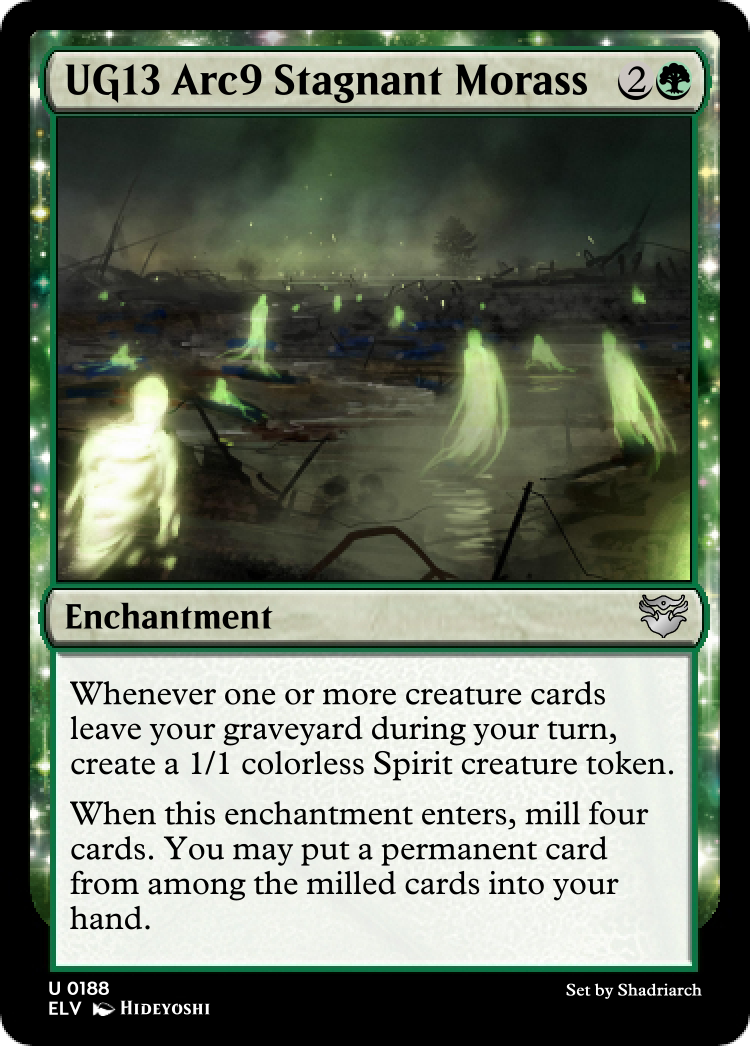 UG13 Arc9 Stagnant Morass 2
Enchantment
Whenever one or more creature cards
leave your graveyard during your turn,
create a 1/1 colorless Spirit creature token.
When this enchantment enters, mill four
cards. You may put a permanent card
from among the milled cards into your
hand.
U 0188
ELV Hideyoshi
Set by Shadriarch